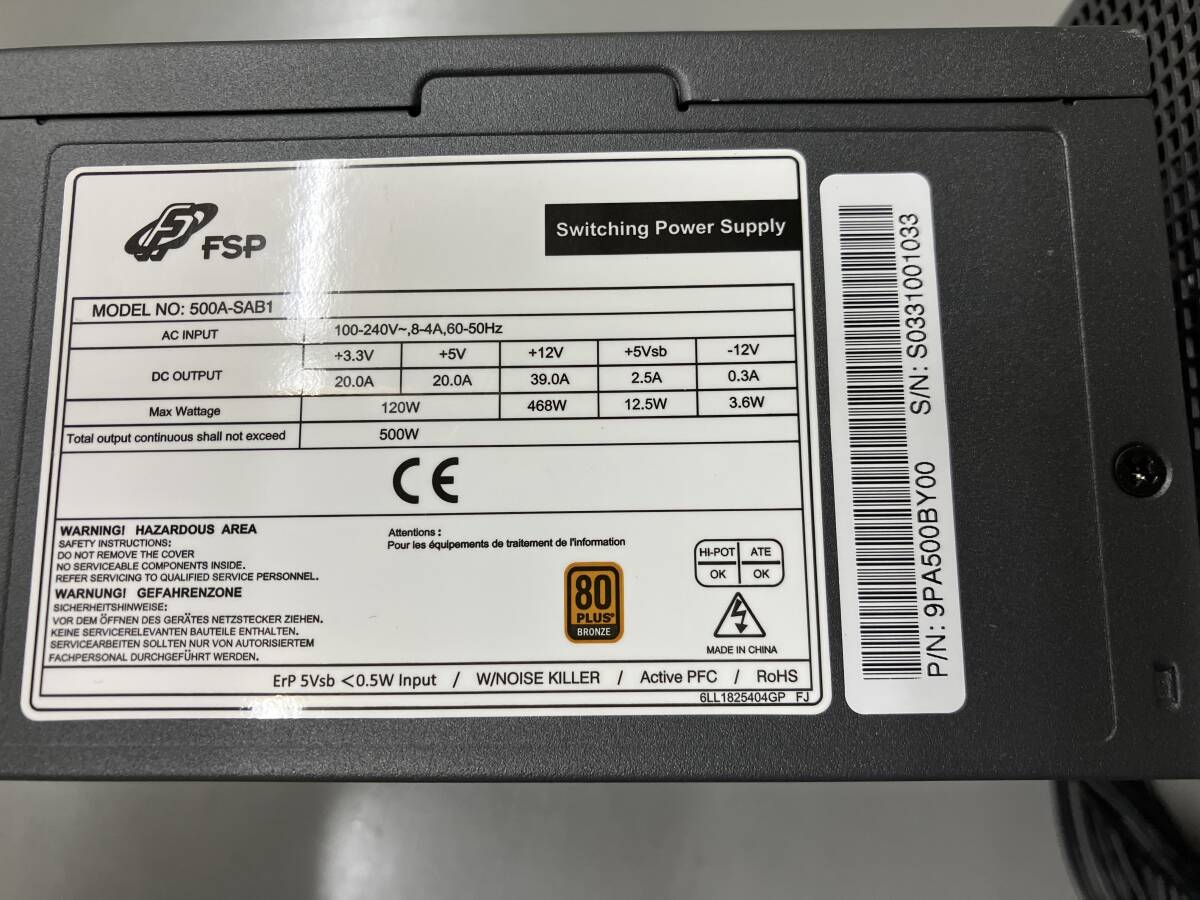 FSP
Switching Power Supply
MODEL NO: 500A-SAB1
AC INPUT 100-240V~,8-4A,60-50Hz
DC OUTPUT +3.3V +5V +12V +5Vsb -12V
20.0A 20.0A 39.0A 2.5A 0.3A
Max Wattage 120W 468W 12.5W 3.6W
Total output continuous shall not exceed 500W
CE
WARNING! HAZARDOUS AREA
SAFETY INSTRUCTIONS:
DO NOT REMOVE THE COVER
NO SERVICEABLE COMPONENTS INSIDE.
REFER SERVICING TO QUALIFIED SERVICE PERSONNEL.
WARNUNG! GEFAHRENZONE
SICHERHEITSHINWEISE:
VOR DEM ÖFFNEN DES GERÄTES NETZSTECKER ZIEHEN.
KEINE SERVICERELEVANTEN BAUTEILE ENTHALTEN.
SERVICEARBEITEN SOLLTEN NUR VON AUTORISIERTEM
FACHPERSONAL DURCHGEFÜHRT WERDEN.
Attentions :
Pour les équipements de traitement de l'information
80
PLUS®
BRONZE
HI-POT ATE
OK OK
MADE IN CHINA
ErP 5Vsb <0.5W Input / W/NOISE KILLER / Active PFC / RoHS
6LL1825404GP FJ
P/N: 9PA500BY00 S/N: S0331001033